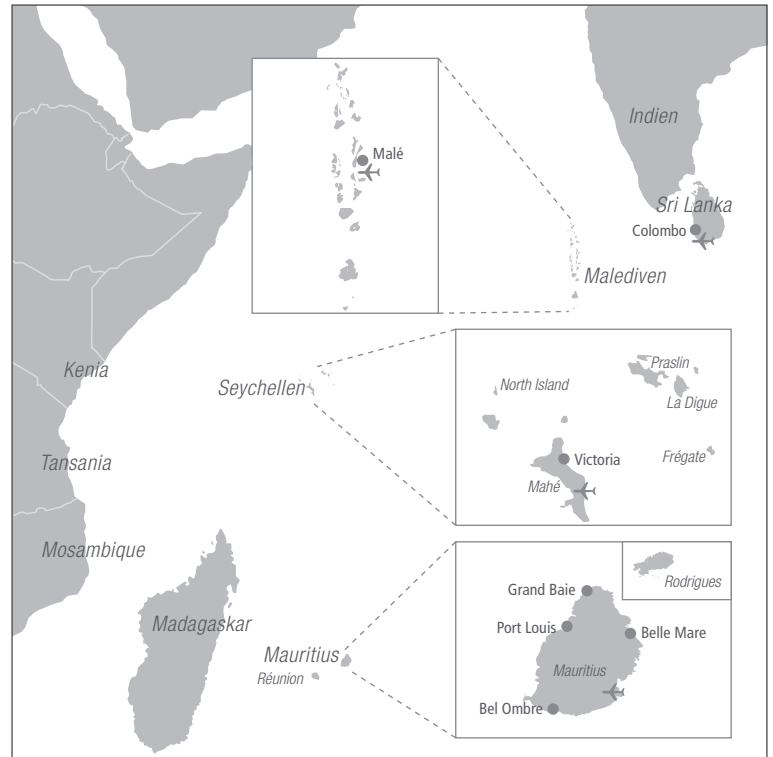 Indien
Malé
Sri Lanka
Colombo
Malediven
Kenia
Seychellen
North Island
Praslin
La Digue
Victoria
Frégate
Mahé
Tansania
Mosambique
Madagaskar
Mauritius
Réunion
Grand Baie
Rodrigues
Port Louis
Belle Mare
Mauritius
Bel Ombre